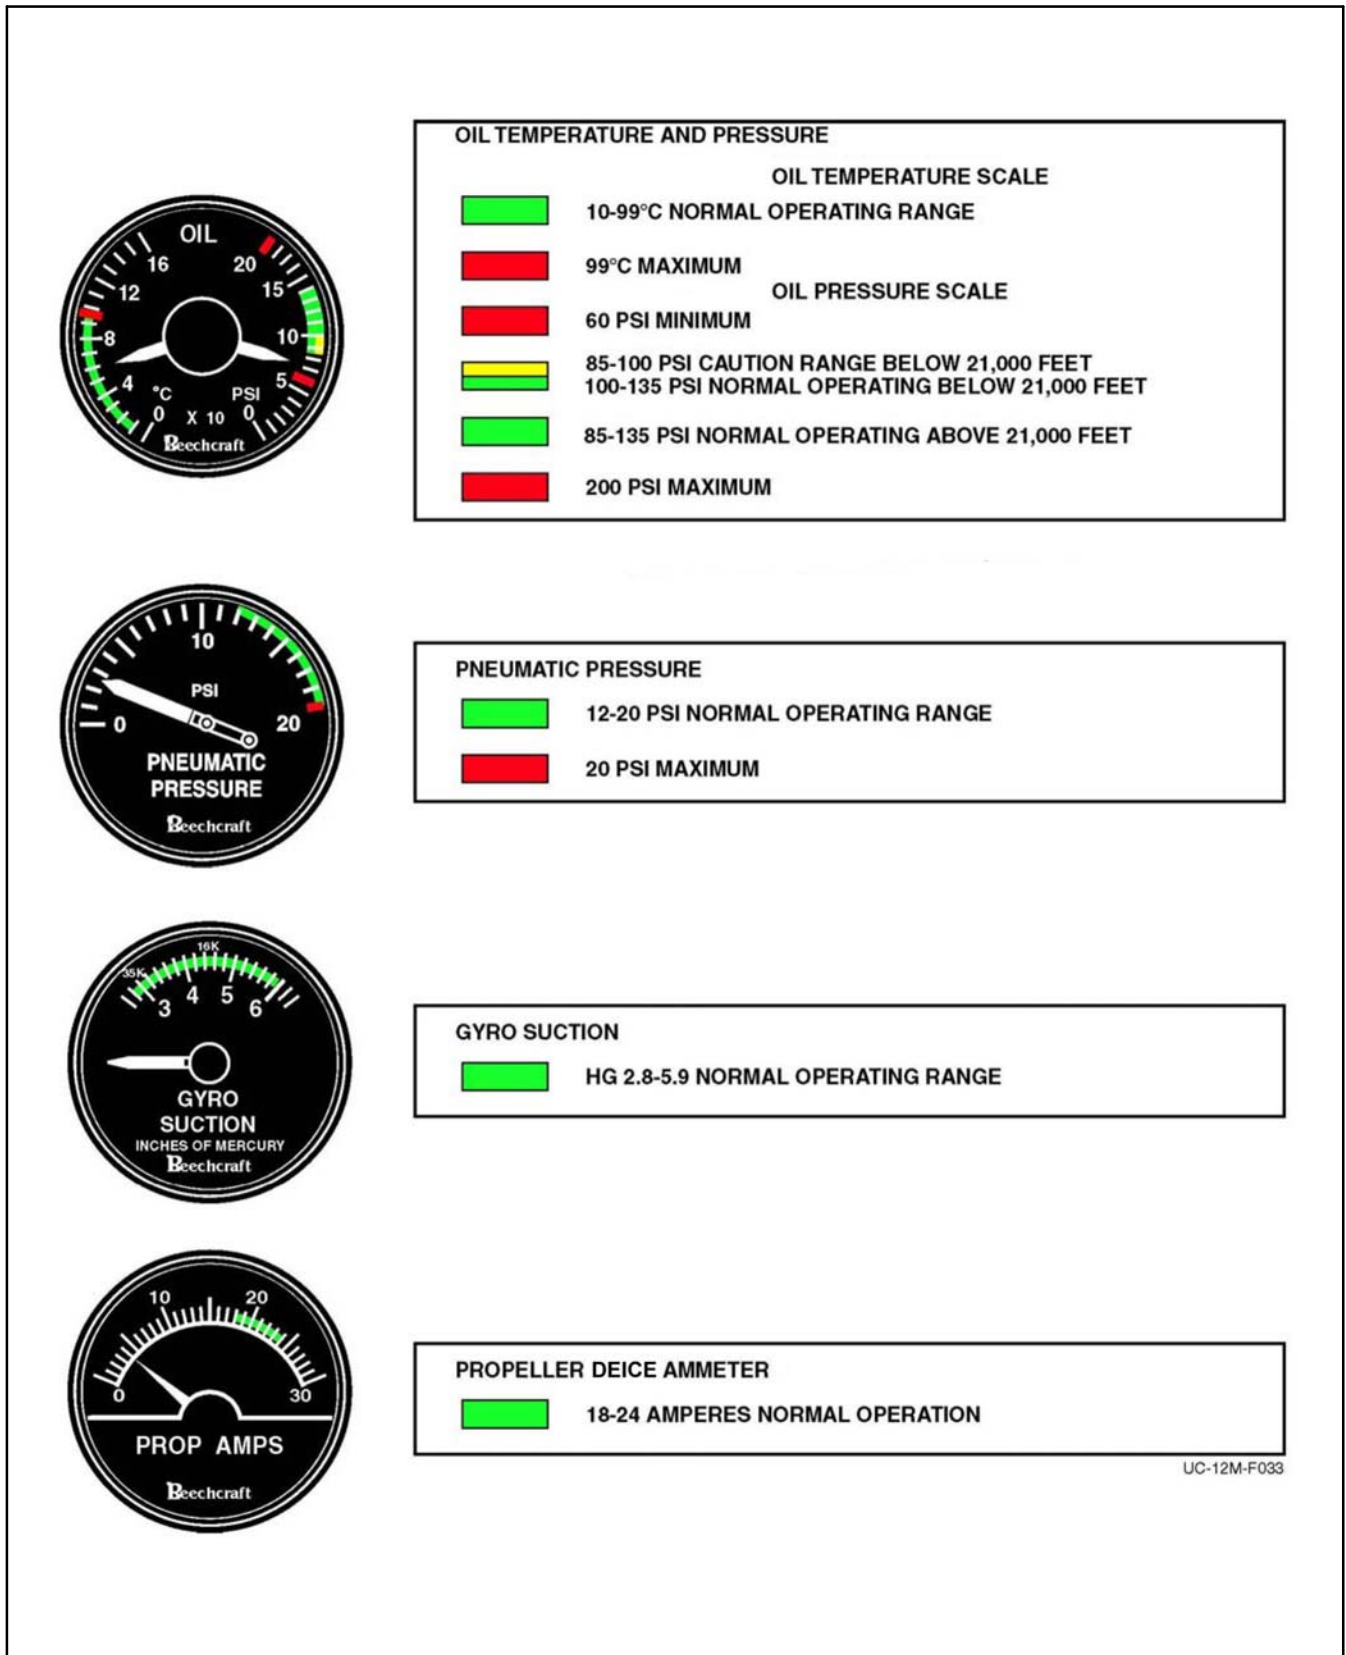 OIL TEMPERATURE AND PRESSURE
OIL TEMPERATURE SCALE
10-99°C NORMAL OPERATING RANGE
99°C MAXIMUM
OIL PRESSURE SCALE
60 PSI MINIMUM
85-100 PSI CAUTION RANGE BELOW 21,000 FEET
100-135 PSI NORMAL OPERATING BELOW 21,000 FEET
85-135 PSI NORMAL OPERATING ABOVE 21,000 FEET
200 PSI MAXIMUM
OIL
16 20
12 15
8 10
4 5
°C PSI
0 X 10 0
Beechcraft
PNEUMATIC PRESSURE
12-20 PSI NORMAL OPERATING RANGE
20 PSI MAXIMUM
10
PSI
0 20
PNEUMATIC
PRESSURE
Beechcraft
GYRO SUCTION
HG 2.8-5.9 NORMAL OPERATING RANGE
16K
35K
3 4 5 6
GYRO
SUCTION
INCHES OF MERCURY
Beechcraft
PROPELLER DEICE AMMETER
18-24 AMPERES NORMAL OPERATION
10 20
0 30
PROP AMPS
Beechcraft
UC-12M-F033